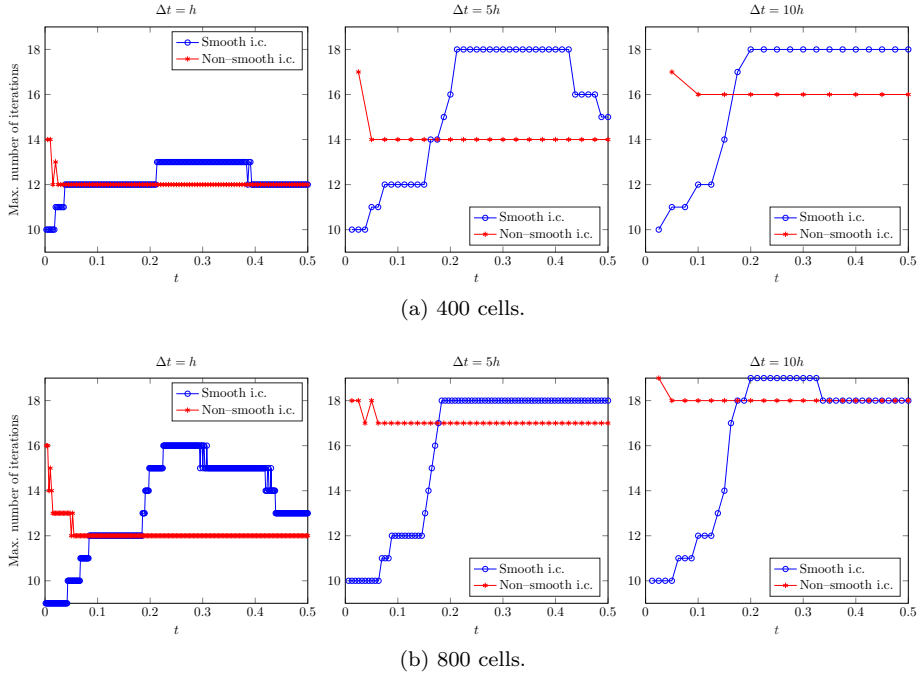 Δt = h
Δt = 5h
Δt = 10h
Max. number of iterations
18
16
14
12
10
0
0.1
0.2
0.3
0.4
0.5
t
Smooth i.c.
Non–smooth i.c.
0
0.1
0.2
0.3
0.4
0.5
t
Smooth i.c.
Non–smooth i.c.
18
16
14
12
10
0
0.1
0.2
0.3
0.4
0.5
t
Smooth i.c.
Non–smooth i.c.
(a) 400 cells.
Δt = h
Δt = 5h
Δt = 10h
Max. number of iterations
18
16
14
12
10
0
0.1
0.2
0.3
0.4
0.5
t
Smooth i.c.
Non–smooth i.c.
18
16
14
12
10
0
0.1
0.2
0.3
0.4
0.5
t
Smooth i.c.
Non–smooth i.c.
18
16
14
12
10
0
0.1
0.2
0.3
0.4
0.5
t
Smooth i.c.
Non–smooth i.c.
(b) 800 cells.